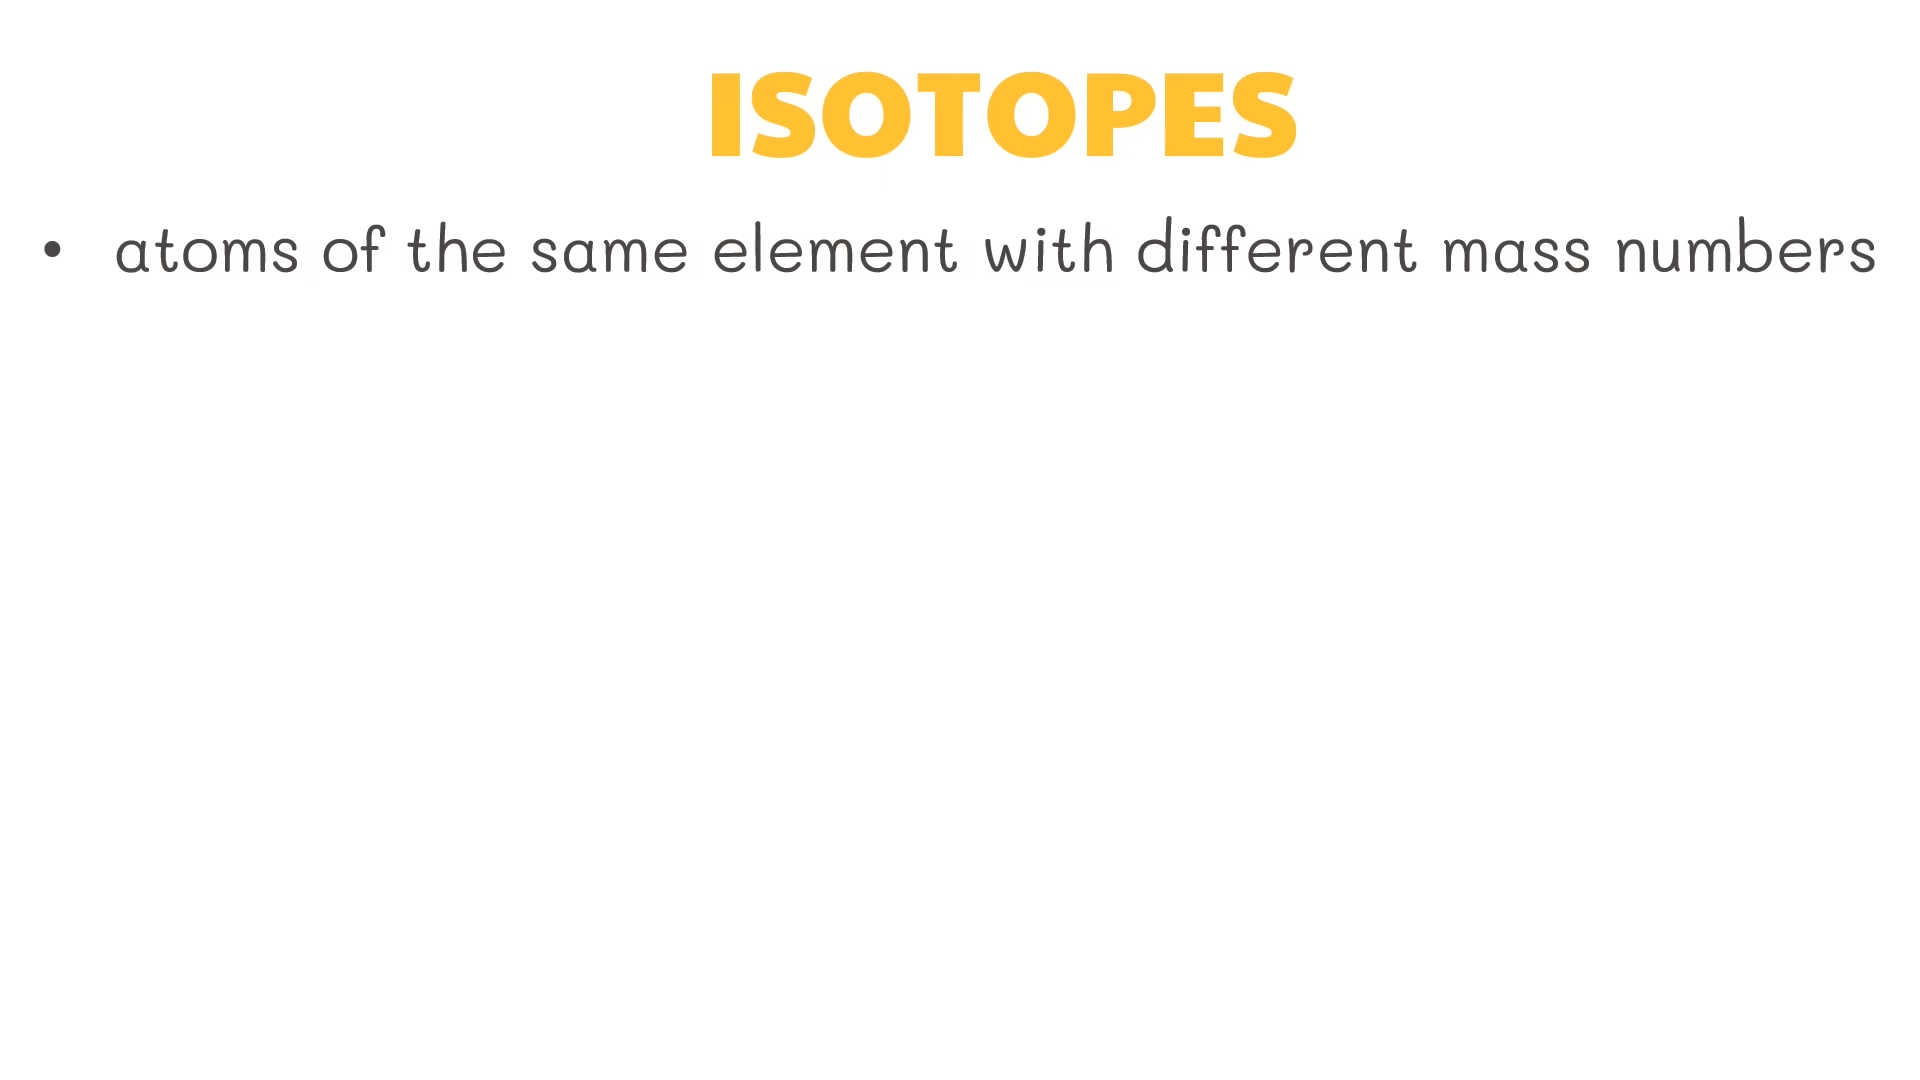 ISOTOPES
• atoms of the same element with different mass numbers